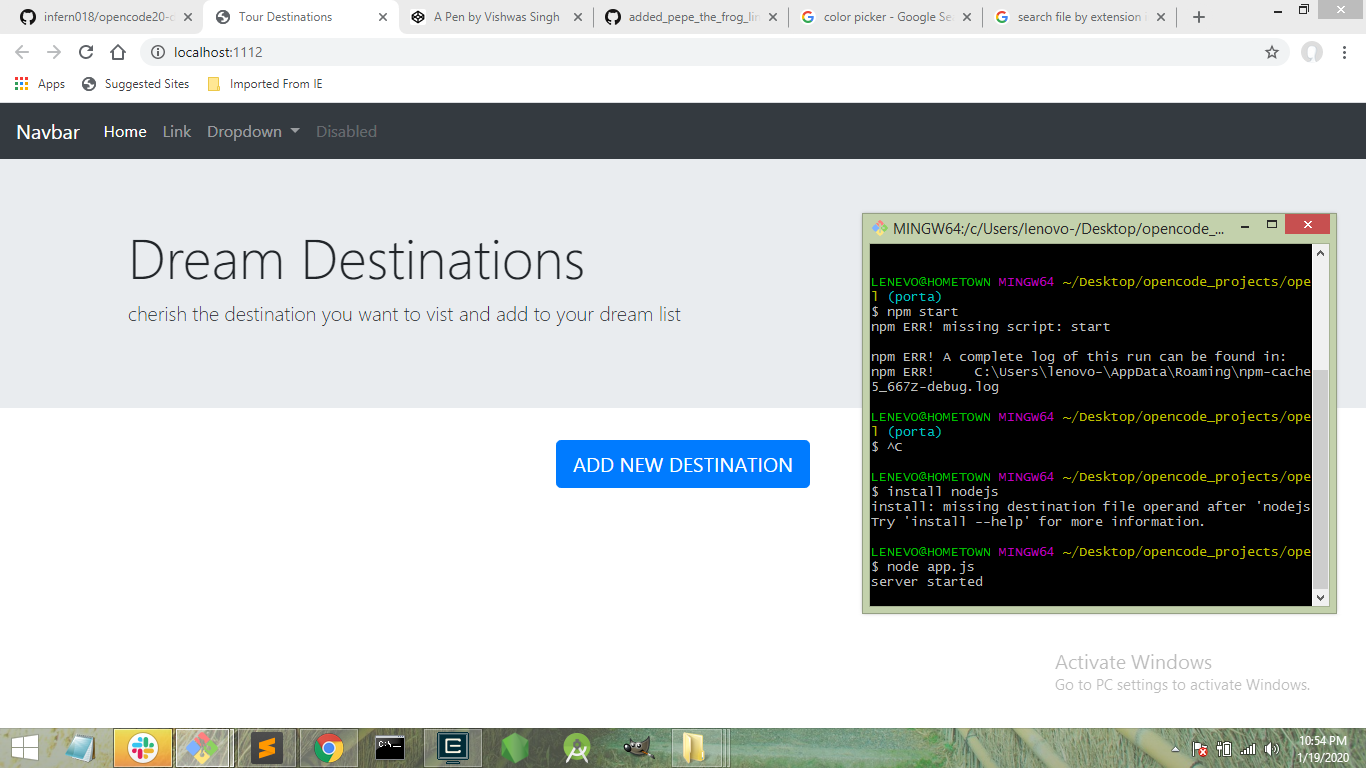 infern018/opencode20-d
Tour Destinations
A Pen by Vishwas Singh
added_pepe_the_frog_lin
color picker - Google Se
search file by extension
localhost:1112
Apps
Suggested Sites
Imported From IE
Navbar
Home
Link
Dropdown
Disabled
Dream Destinations
cherish the destination you want to vist and add to your dream list
ADD NEW DESTINATION
MINGW64:/c/Users/lenovo-/Desktop/opencode_...
LENEVO@HOMETOWN MINGW64 ~/Desktop/opencode_projects/ope
l (porta)
$ npm start
npm ERR! missing script: start
npm ERR! A complete log of this run can be found in:
npm ERR!     C:\Users\lenovo-\AppData\Roaming\npm-cache
5_667Z-debug.log
LENEVO@HOMETOWN MINGW64 ~/Desktop/opencode_projects/ope
l (porta)
$ ^C
LENEVO@HOMETOWN MINGW64 ~/Desktop/opencode_projects/ope
$ install nodejs
install: missing destination file operand after 'nodejs
Try 'install --help' for more information.
LENEVO@HOMETOWN MINGW64 ~/Desktop/opencode_projects/ope
$ node app.js
server started
Activate Windows
Go to PC settings to activate Windows.
10:54 PM
1/19/2020